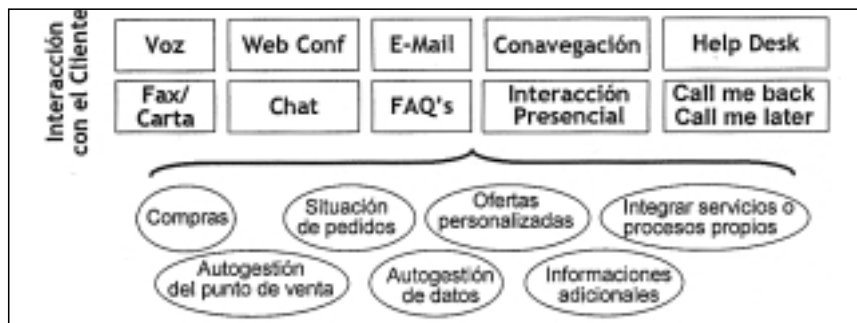 Interacción
con el Cliente
Voz
Web Conf
E-Mail
Conavegación
Help Desk
Fax/
Carta
Chat
FAQ's
Interacción
Presencial
Call me back
Call me later
Compras
Situación
de pedidos
Ofertas
personalizadas
Integrar servicios o
procesos propios
Autogestión
del punto de venta
Autogestión
de datos
Informaciones
adicionales